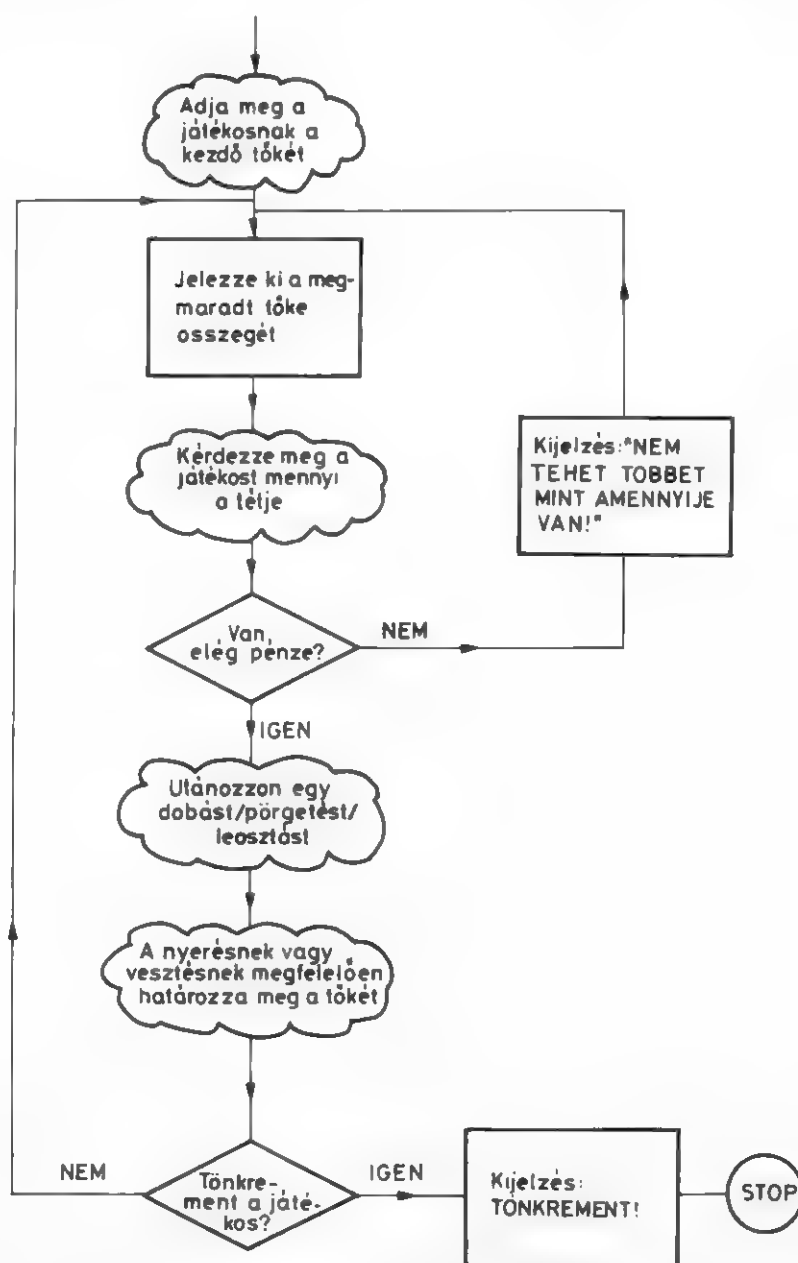 Adja meg a
játékosnak a
kezdő tőkét
Jelezze ki a meg-
maradt tőke
osszegét
Kérdezze meg a
játékost mennyi
a tétje
Kijelzés:"NEM
TEHET TOBBET
MINT AMENNYIJE
VAN!"
Van,
elég pénze?
NEM
IGEN
Utánozzon egy
dobást/pörgetést/
leosztást
A nyerésnek vagy
vesztésnek megfelelően
határozza meg a tőkét
NEM
Tönkre-
ment a játé-
kos?
IGEN
Kijelzés:
TONKREMENT!
STOP